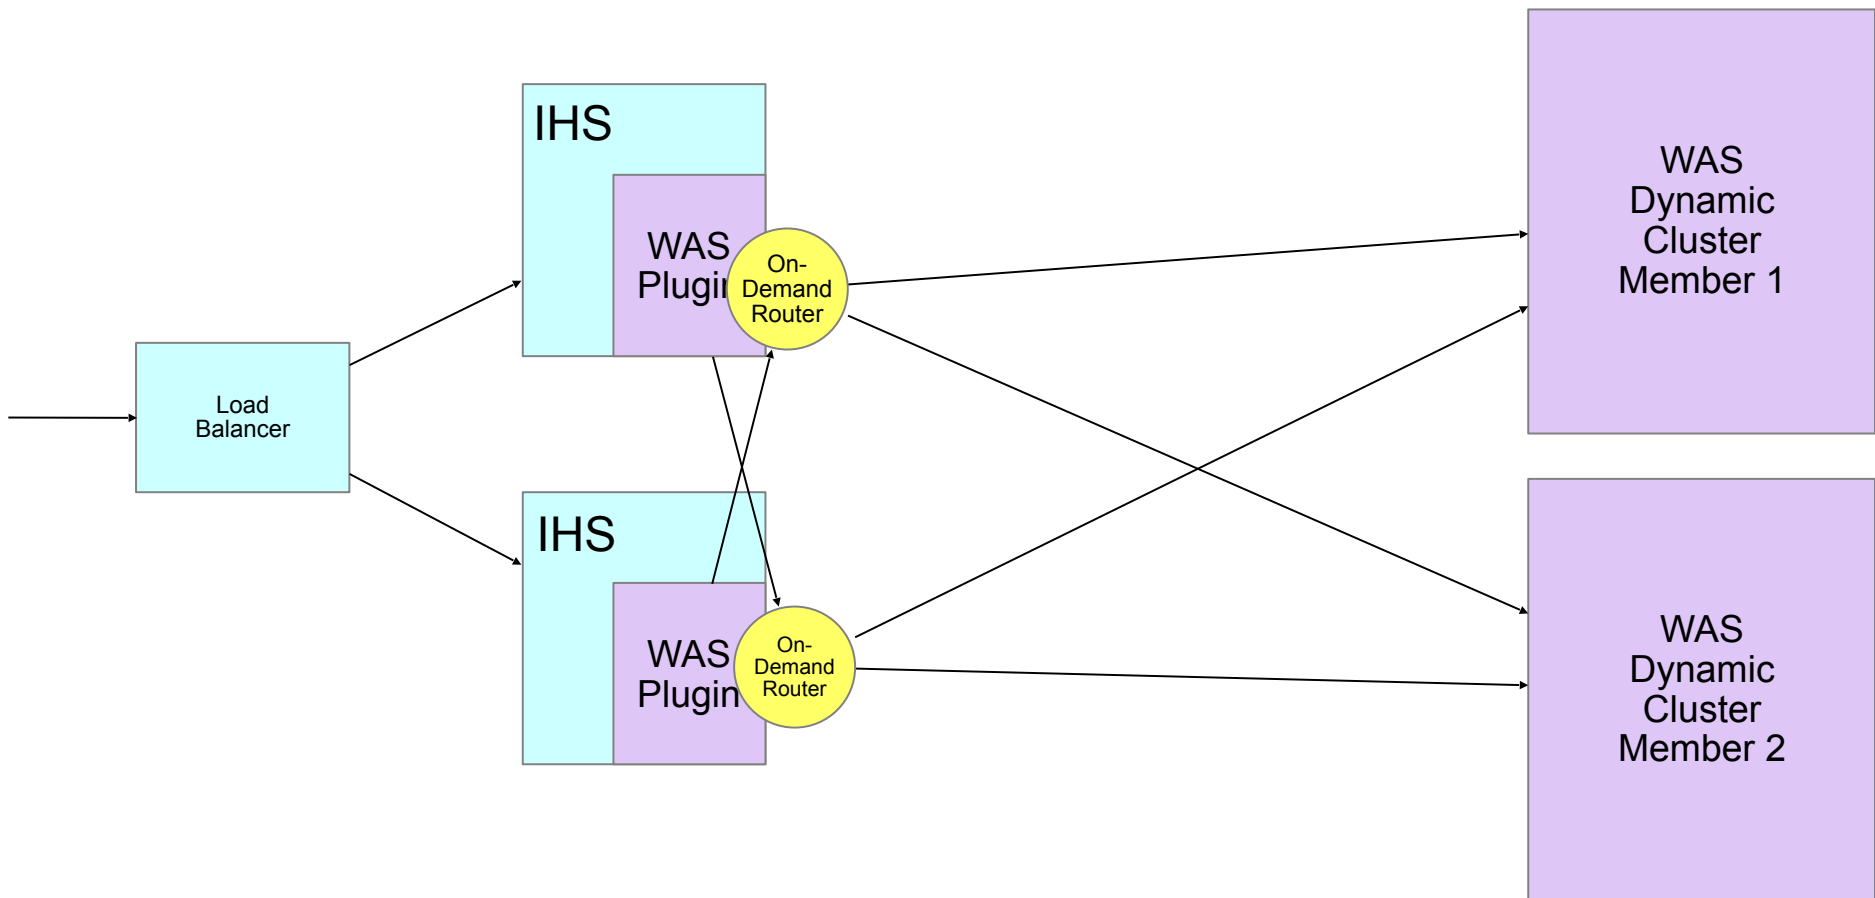 IHS
WAS
Plugin
On-
Demand
Router
WAS
Dynamic
Cluster
Member 1
Load
Balancer
IHS
WAS
Plugin
On-
Demand
Router
WAS
Dynamic
Cluster
Member 2